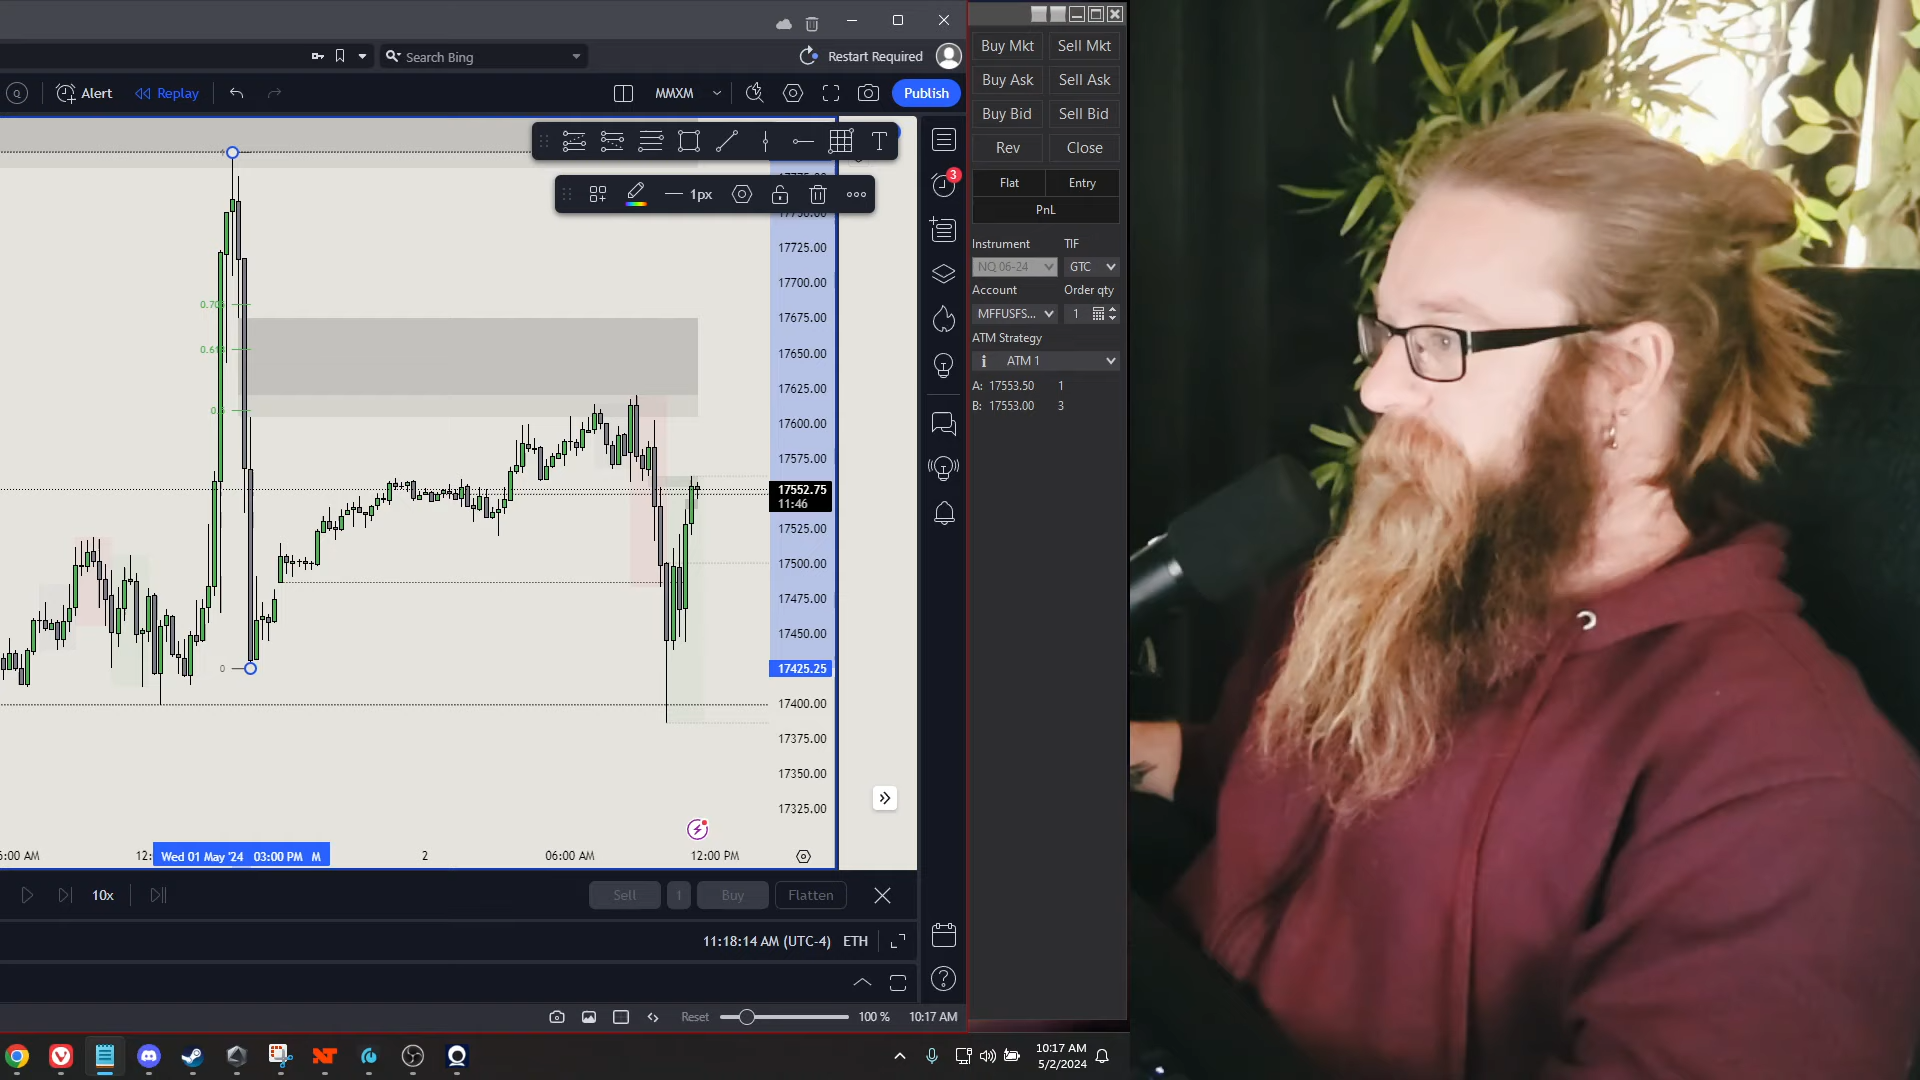 Search Bing
Restart Required
Alert
Replay
MMXM
Publish
1px
3
17725.00
17700.00
17675.00
17650.00
17625.00
17600.00
17575.00
17552.75
11:46
17525.00
17500.00
17475.00
17450.00
17425.25
17400.00
17375.00
17350.00
17325.00
0
12:
Wed 01 May '24 03:00 PM M
2
06:00 AM
12:00 PM
10x
Sell
1
Buy
Flatten
11:18:14 AM (UTC-4)
ETH
Reset
100 %
10:17 AM
Buy Mkt
Sell Mkt
Buy Ask
Sell Ask
Buy Bid
Sell Bid
Rev
Close
Flat
Entry
PnL
Instrument
TIF
NQ 06-24
GTC
Account
Order qty
MFFUSFS...
1
ATM Strategy
ATM 1
A: 17553.50 1
B: 17553.00 3
10:17 AM
5/2/2024